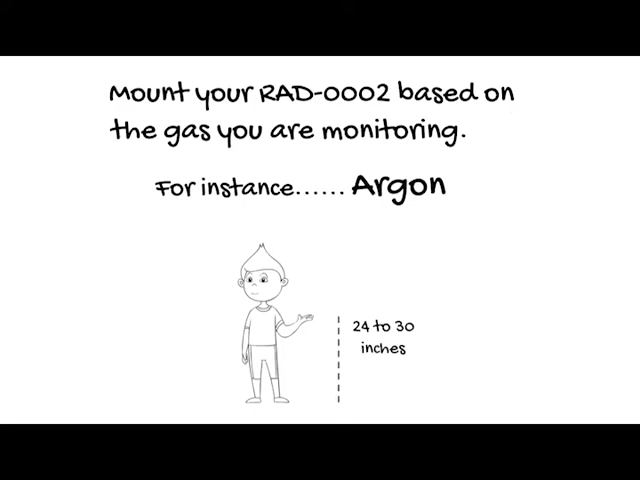 Mount your RAD-0002 based on
the gas you are monitoring.
For instance...... Argon
24 to 30
inches